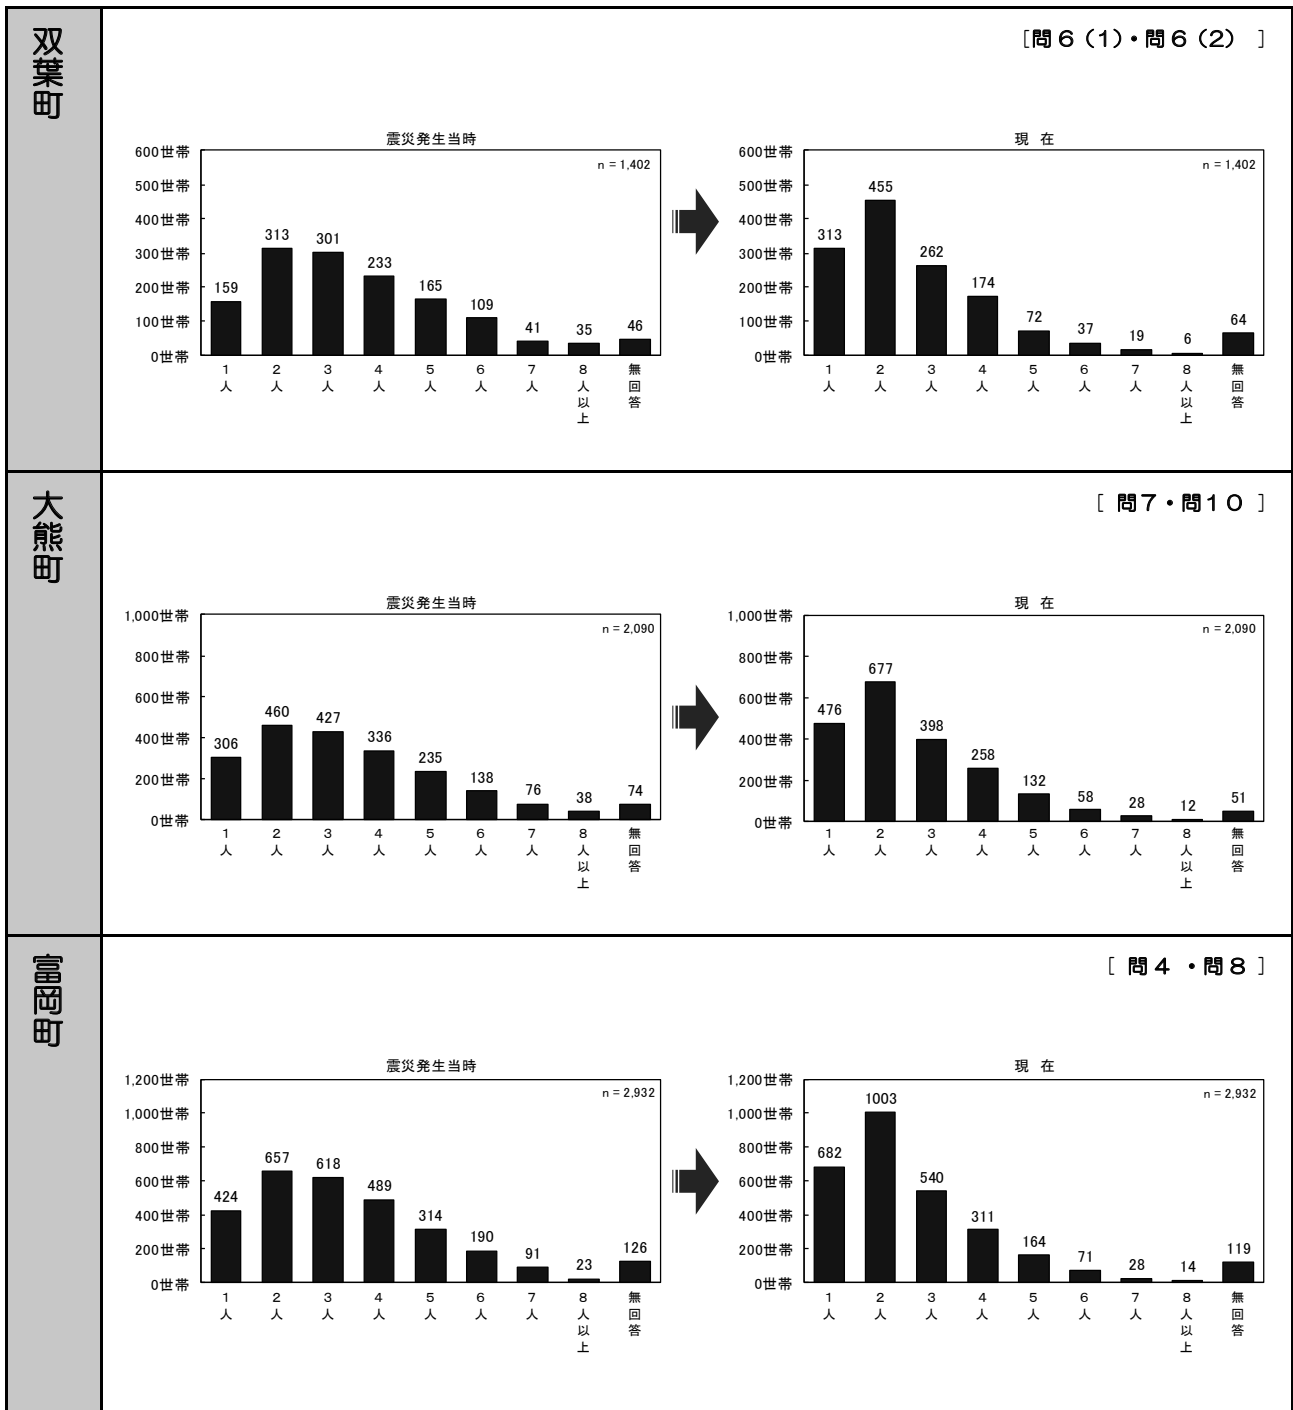 双葉町
[問６（１）・問６（２） ]
震災発生当時
n = 1,402
600世帯
500世帯
400世帯
300世帯
200世帯
100世帯
0世帯
159
313
301
233
165
109
41
35
46
1人
2人
3人
4人
5人
6人
7人
8人以上
無回答
現 在
n = 1,402
600世帯
500世帯
400世帯
300世帯
200世帯
100世帯
0世帯
313
455
262
174
72
37
19
6
64
1人
2人
3人
4人
5人
6人
7人
8人以上
無回答
大熊町
[ 問７・問１０ ]
震災発生当時
n = 2,090
1,000世帯
800世帯
600世帯
400世帯
200世帯
0世帯
306
460
427
336
235
138
76
38
74
1人
2人
3人
4人
5人
6人
7人
8人以上
無回答
現 在
n = 2,090
1,000世帯
800世帯
600世帯
400世帯
200世帯
0世帯
476
677
398
258
132
58
28
12
51
1人
2人
3人
4人
5人
6人
7人
8人以上
無回答
富岡町
[ 問４ ・問８ ]
震災発生当時
n = 2,932
1,200世帯
1,000世帯
800世帯
600世帯
400世帯
200世帯
0世帯
424
657
618
489
314
190
91
23
126
1人
2人
3人
4人
5人
6人
7人
8人以上
無回答
現 在
n = 2,932
1,200世帯
1,000世帯
800世帯
600世帯
400世帯
200世帯
0世帯
682
1003
540
311
164
71
28
14
119
1人
2人
3人
4人
5人
6人
7人
8人以上
無回答